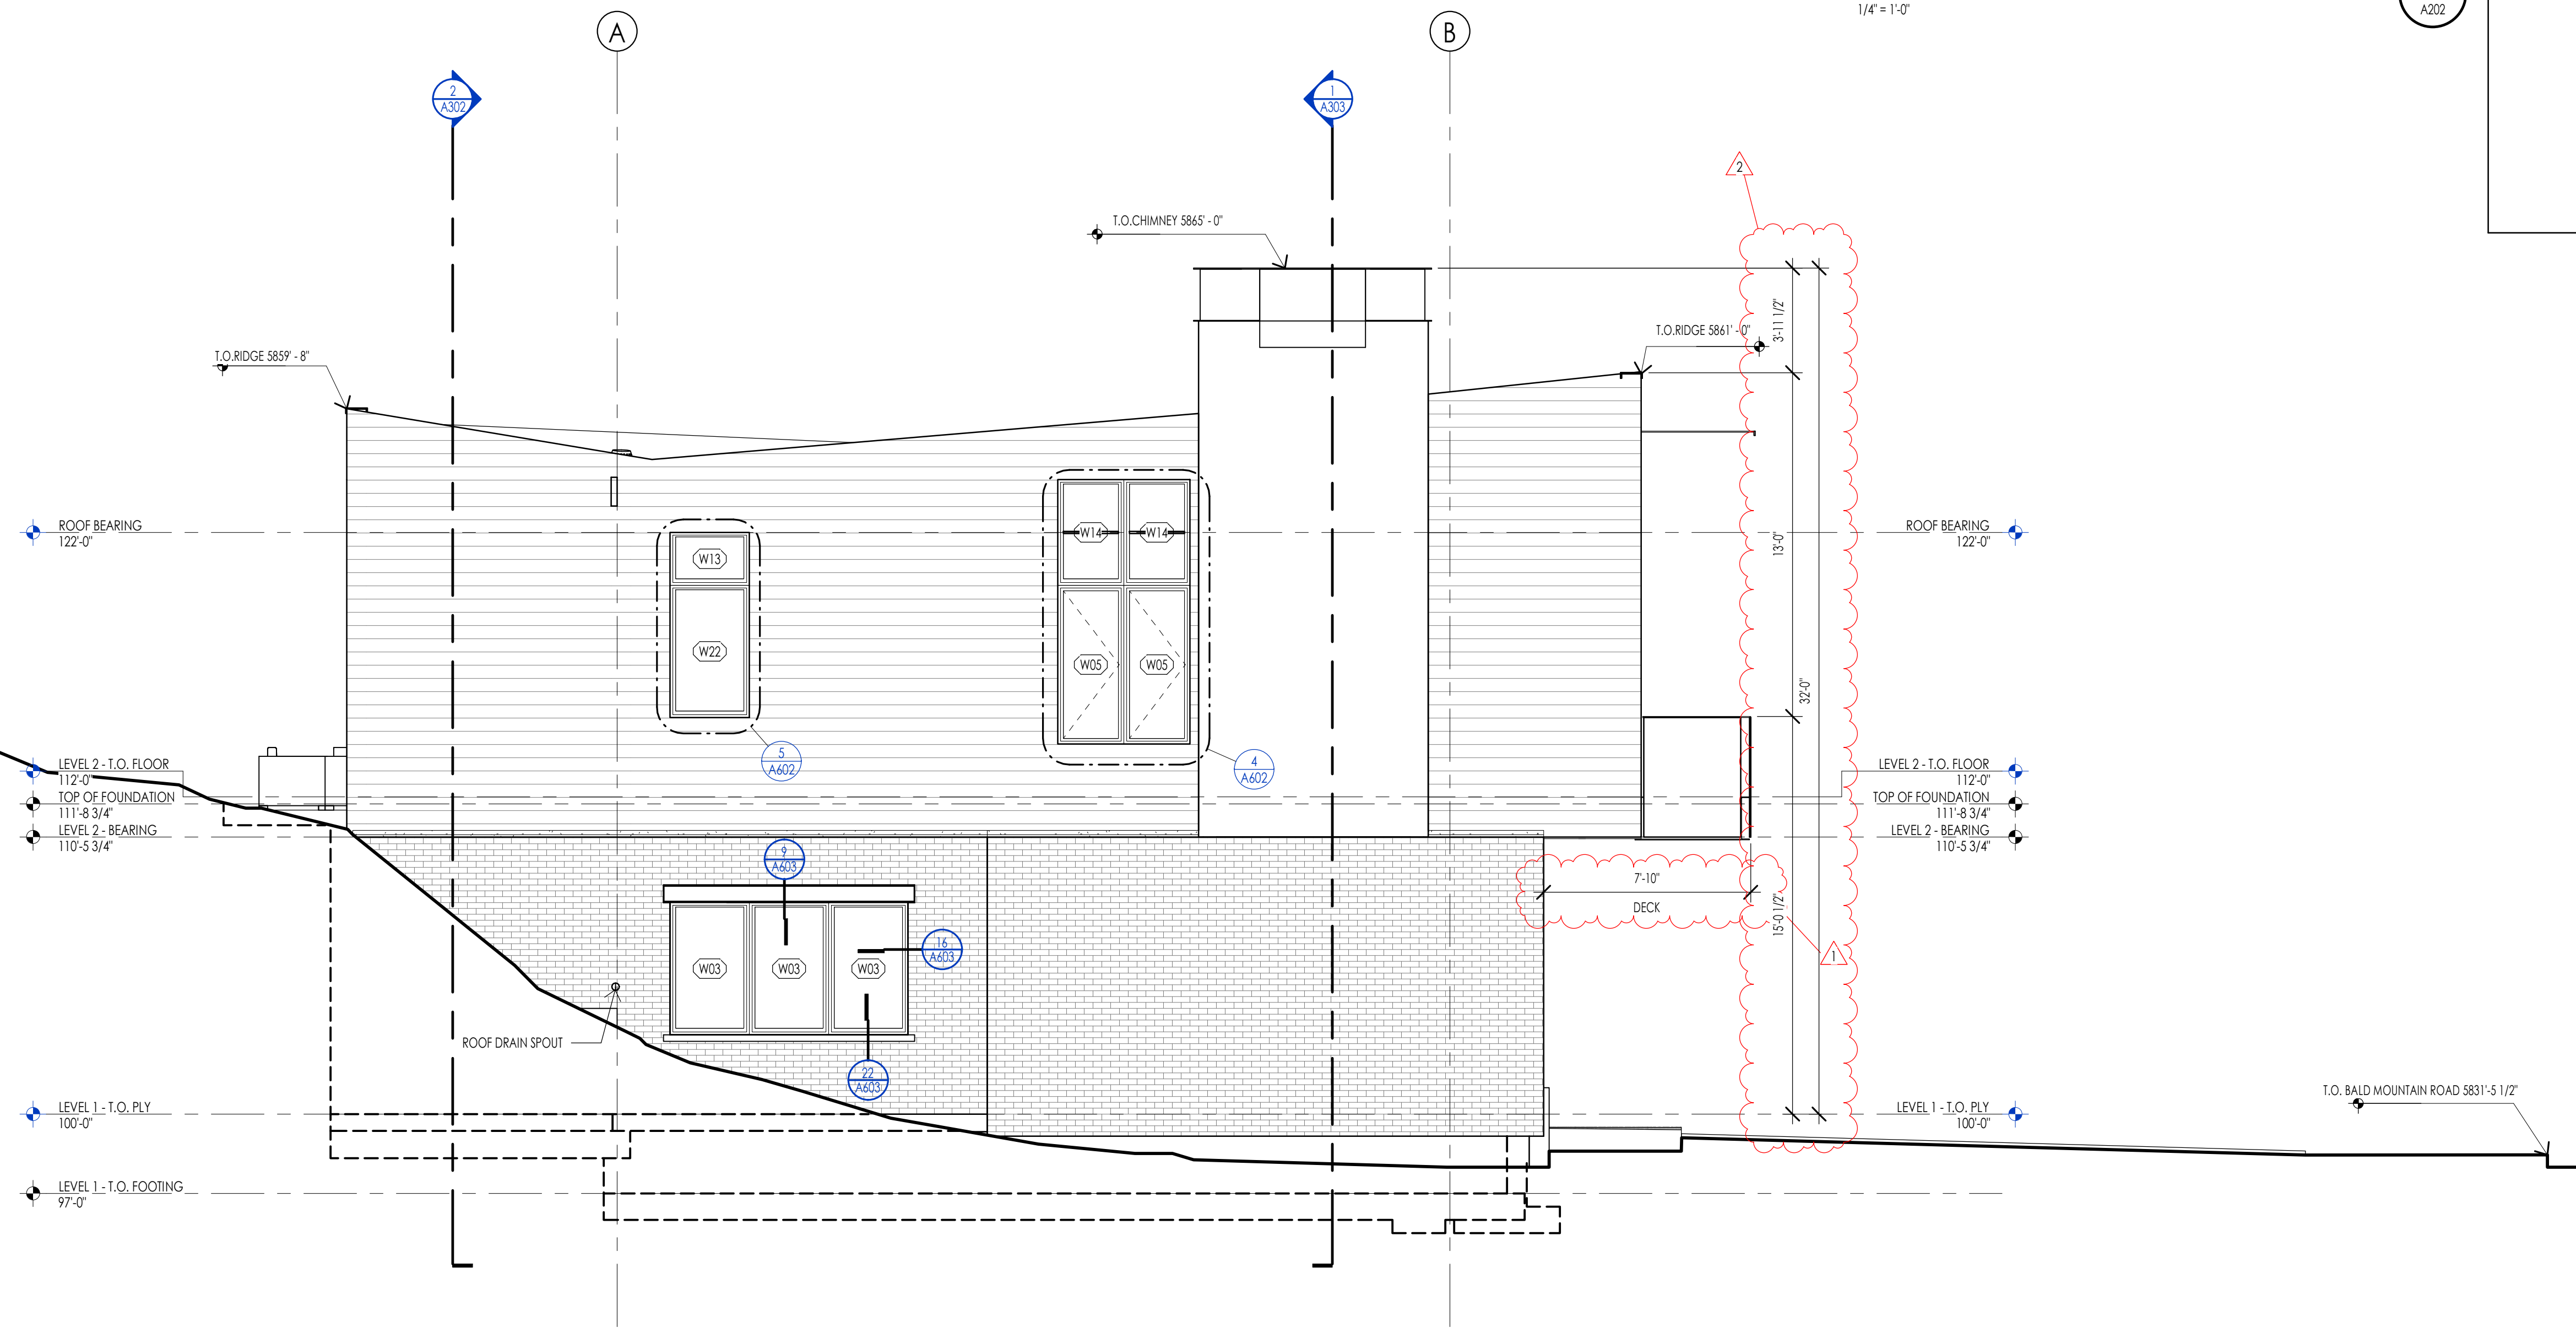 1/4" = 1'-0"
A202
A
B
2
A302
1
A303
2
T.O.CHIMNEY 5865' - 0"
T.O.RIDGE 5859' - 8"
T.O.RIDGE 5861' - 0"
3'-11 1/2"
ROOF BEARING
122'-0"
W13
W14
W14
ROOF BEARING
122'-0"
13'-0"
W22
W05
W05
32'-0"
5
A602
4
A602
LEVEL 2 - T.O. FLOOR
112'-0"
TOP OF FOUNDATION
111'-8 3/4"
LEVEL 2 - BEARING
110'-5 3/4"
LEVEL 2 - T.O. FLOOR
112'-0"
TOP OF FOUNDATION
111'-8 3/4"
LEVEL 2 - BEARING
110'-5 3/4"
9
A603
7'-10"
DECK
15'-0 1/2"
16
A603
1
W03
W03
W03
ROOF DRAIN SPOUT
22
A603
LEVEL 1 - T.O. PLY
100'-0"
LEVEL 1 - T.O. PLY
100'-0"
T.O. BALD MOUNTAIN ROAD 5831'-5 1/2"
LEVEL 1 - T.O. FOOTING
97'-0"